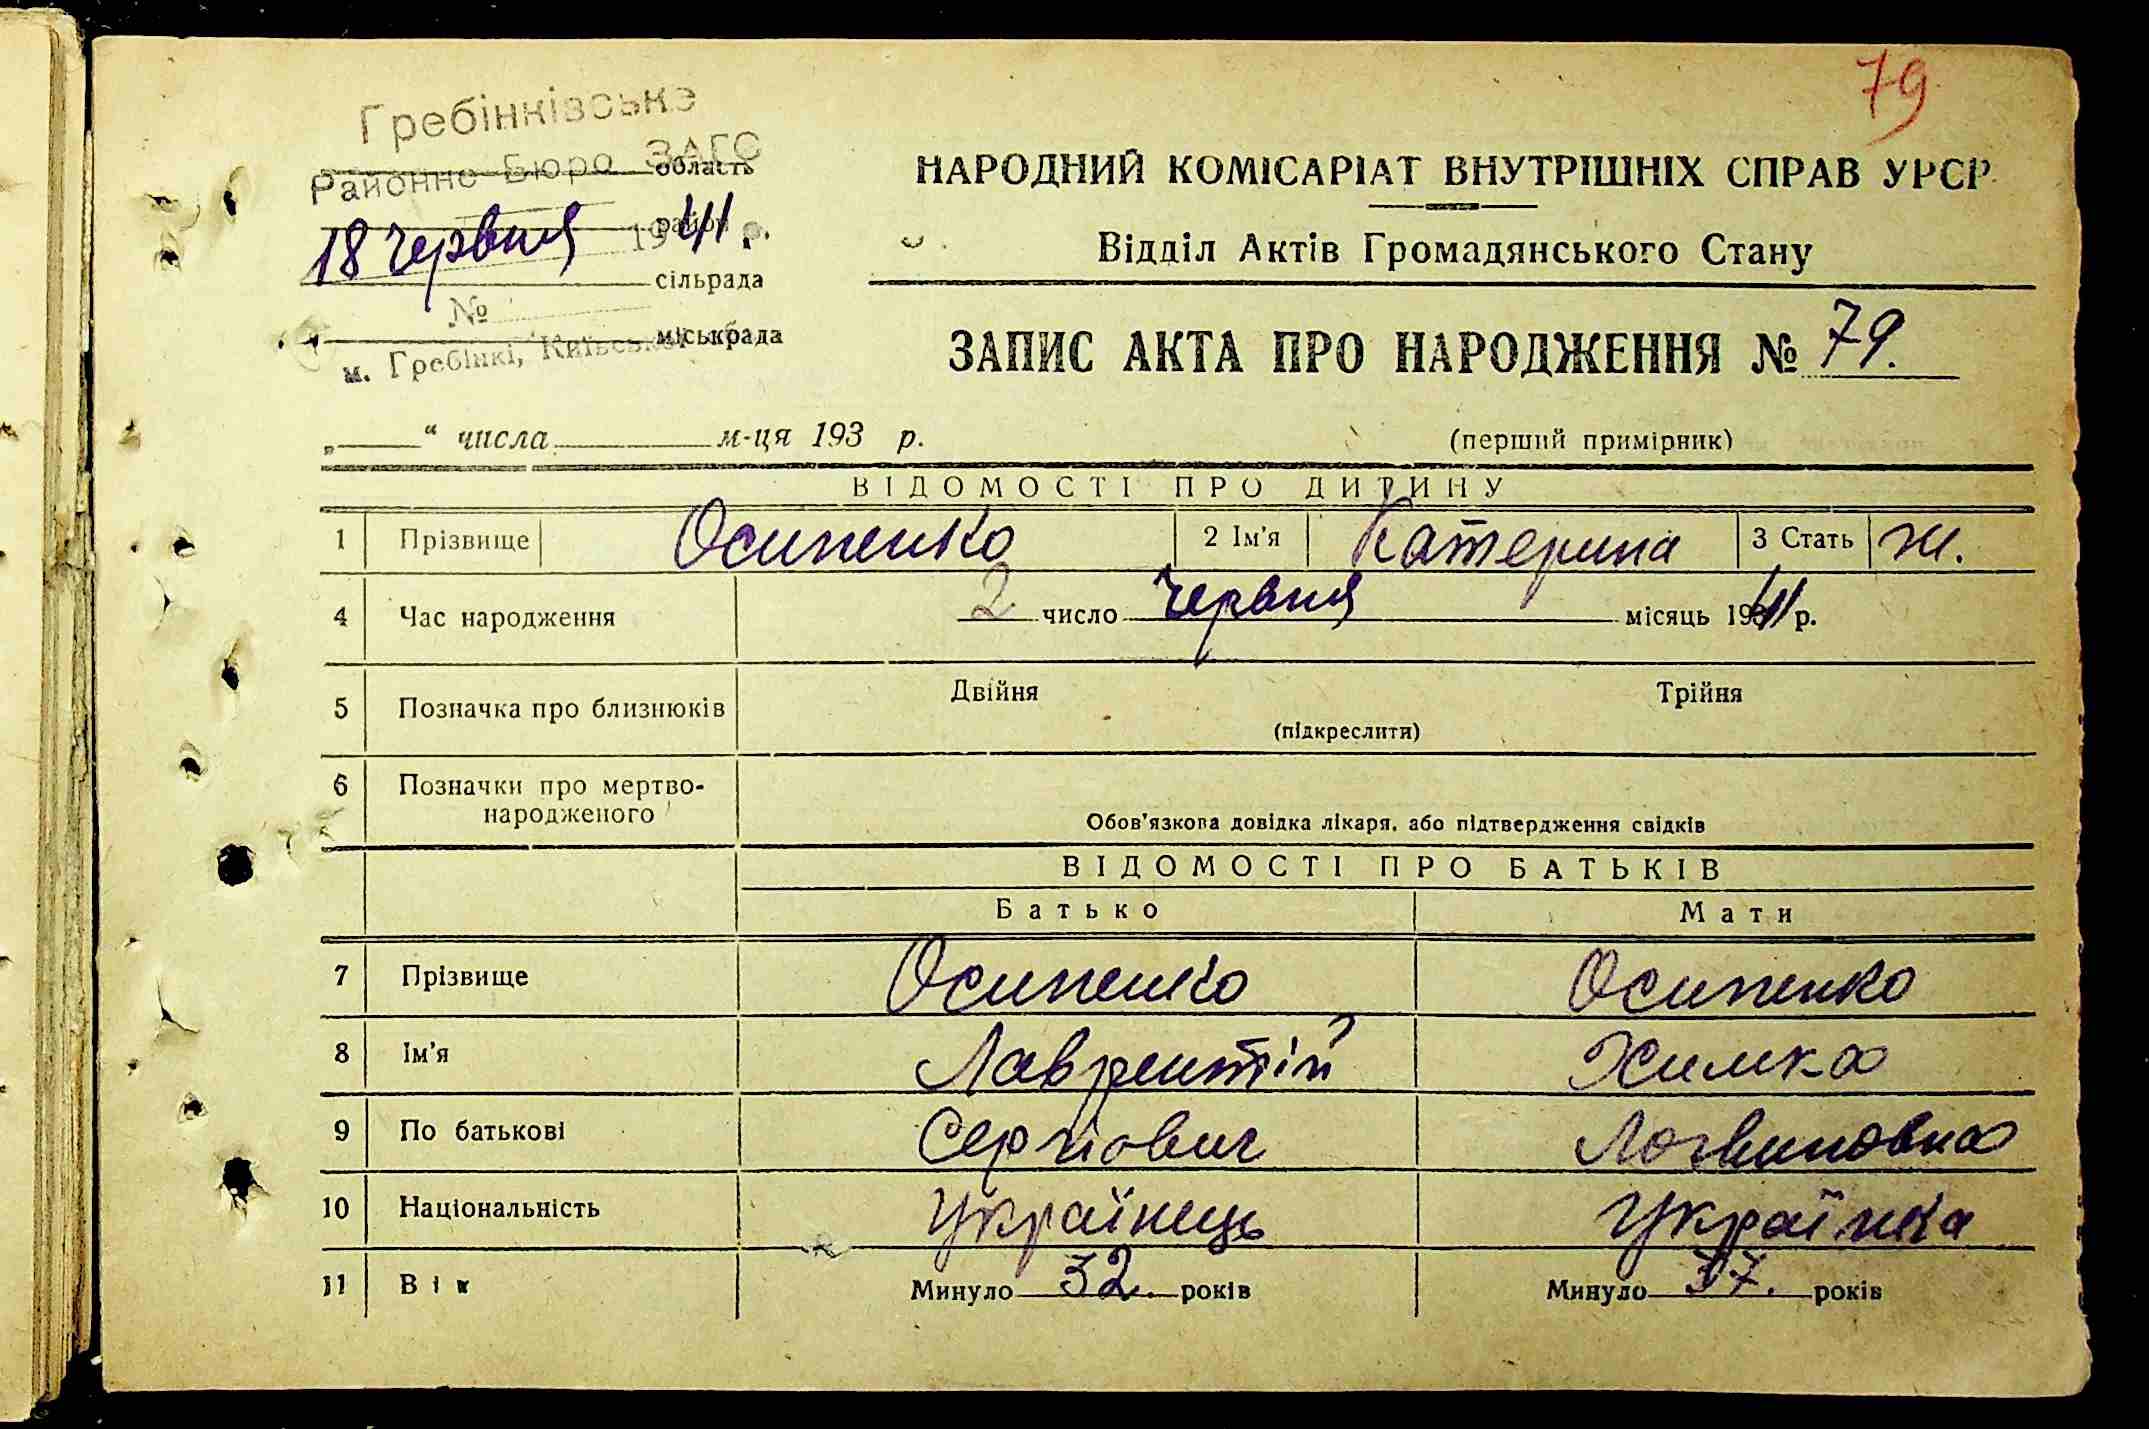 79
Гребінківське
Районне Бюро ЗАГС
область
18 червня 1941 р.
район
сільрада
№
міськрада
м. Гребінкі, Київської
НАРОДНИЙ КОМІСАРІАТ ВНУТРІШНІХ СПРАВ УРСР
Відділ Актів Громадянського Стану
ЗАПИС АКТА ПРО НАРОДЖЕННЯ № 79.
„ “ числа м-ця 193 р.
(перший примірник)
ВІДОМОСТІ ПРО ДИТИНУ
1 Прізвище Осипенко 2 Ім'я Катерина 3 Стать ж.
4 Час народження 2 число червня місяць 1941 р.
5 Позначка про близнюків Двійня Трійня
(підкреслити)
6 Позначки про мертво-
народженого
Обов'язкова довідка лікаря, або підтвердження свідків
ВІДОМОСТІ ПРО БАТЬКІВ
Батько Мати
7 Прізвище Осипенко Осипенко
8 Ім'я Лаврентій Химка
9 По батькові Сергіович Логвиновна
10 Національність Українець Українка
11 Вік Минуло 32. років Минуло 37. років